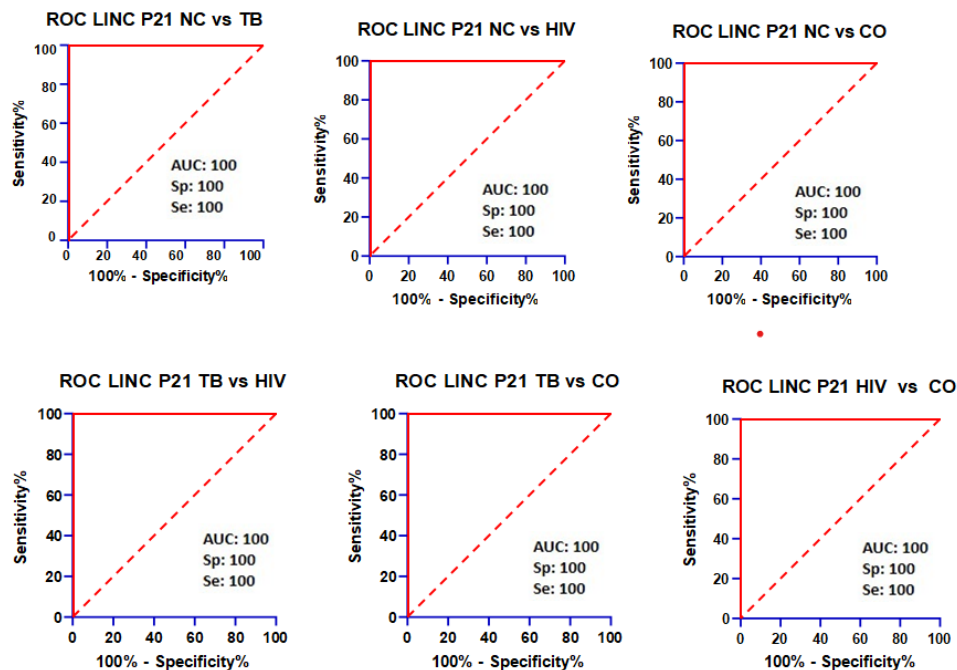 ROC LINC P21 NC vs TB
100
80
60
40
20
0
Sensitivity%
AUC: 100
Sp: 100
Se: 100
0 20 40 60 80 100
100% - Specificity%
ROC LINC P21 NC vs HIV
100
80
60
40
20
0
Sensitivity%
AUC: 100
Sp: 100
Se: 100
0 20 40 60 80 100
100% - Specificity%
ROC LINC P21 NC vs CO
100
80
60
40
20
0
Sensitivity%
AUC: 100
Sp: 100
Se: 100
0 20 40 60 80 100
100% - Specificity%
ROC LINC P21 TB vs HIV
100
80
60
40
20
0
Sensitivity%
AUC: 100
Sp: 100
Se: 100
0 20 40 60 80 100
100% - Specificity%
ROC LINC P21 TB vs CO
100
80
60
40
20
0
Sensitivity%
AUC: 100
Sp: 100
Se: 100
0 20 40 60 80 100
100% - Specificity%
ROC LINC P21 HIV vs CO
100
80
60
40
20
0
Sensitivity%
AUC: 100
Sp: 100
Se: 100
0 20 40 60 80 100
100% - Specificity%